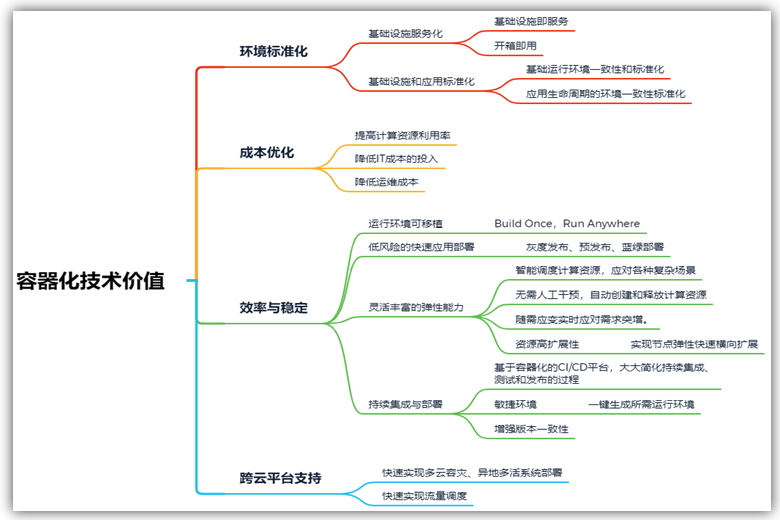 容器化技术价值
环境标准化
基础设施服务化
基础设施即服务
开箱即用
基础设施和应用标准化
基础运行环境一致性和标准化
应用生命周期的环境一致性标准化
成本优化
提高计算资源利用率
降低IT成本的投入
降低运维成本
效率与稳定
运行环境可移植
Build Once，Run Anywhere
低风险的快速应用部署
灰度发布、预发布、蓝绿部署
灵活丰富的弹性能力
智能调度计算资源，应对各种复杂场景
无需人工干预，自动创建和释放计算资源
随需应变实时应对需求突增。
资源高扩展性
实现节点弹性快速横向扩展
持续集成与部署
基于容器化的CI/CD平台，大大简化持续集成、
测试和发布的过程
敏捷环境
一键生成所需运行环境
增强版本一致性
跨云平台支持
快速实现多云容灾、异地多活系统部署
快速实现流量调度